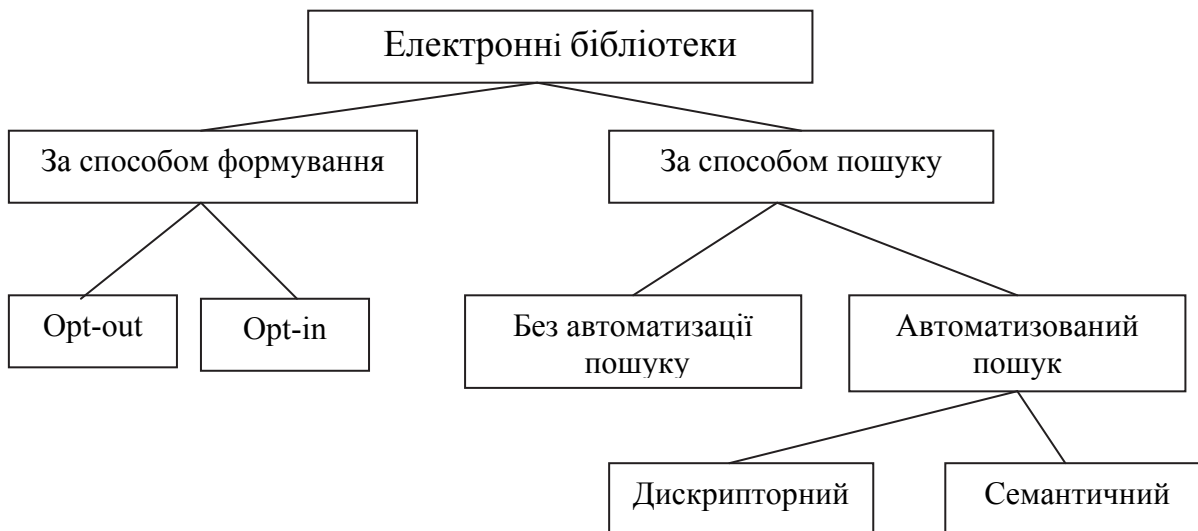 Електронні бібліотеки
За способом формування
За способом пошуку
Opt-out
Opt-in
Без автоматизації
пошуку
Автоматизований
пошук
Дискрипторний
Семантичний